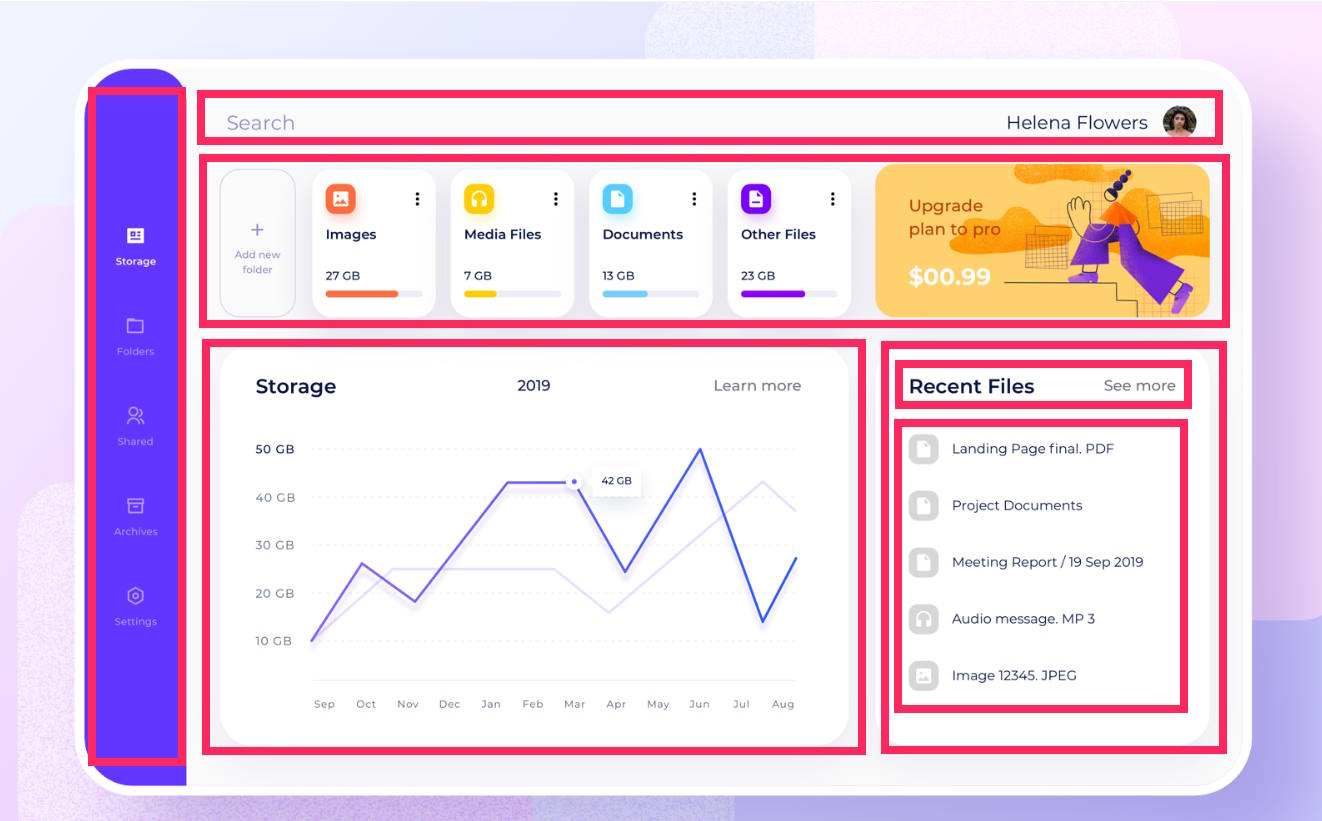 Search
Helena Flowers
Storage
Folders
Shared
Archives
Settings
+
Add new
folder
Images
27 GB
Media Files
7 GB
Documents
13 GB
Other Files
23 GB
Upgrade
plan to pro
$00.99
Storage
2019
Learn more
50 GB
40 GB
30 GB
20 GB
10 GB
42 GB
Sep Oct Nov Dec Jan Feb Mar Apr May Jun Jul Aug
Recent Files
See more
Landing Page final. PDF
Project Documents
Meeting Report / 19 Sep 2019
Audio message. MP 3
Image 12345. JPEG